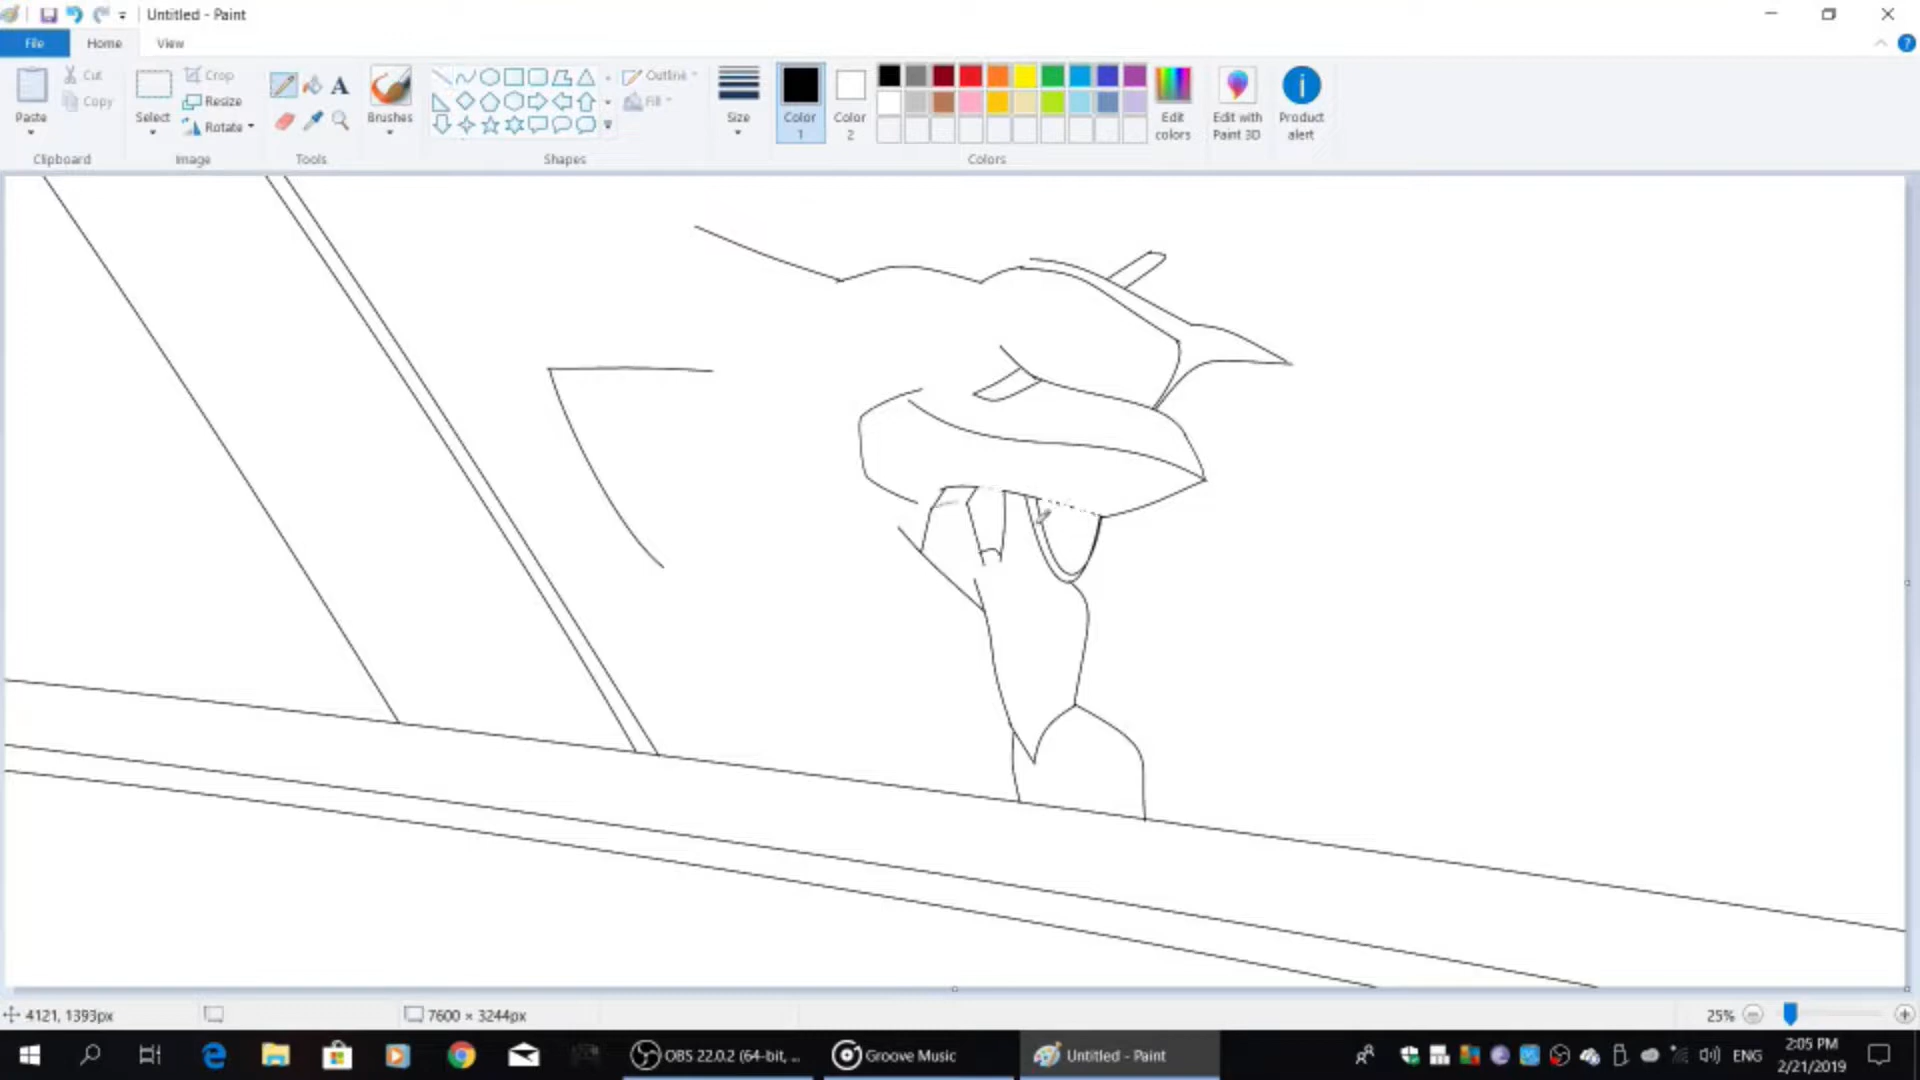 Untitled - Paint
File
Home
View
Paste
Cut
Copy
Clipboard
Select
Crop
Resize
Rotate
Image
A
Tools
Brushes
Shapes
Outline
Fill
Size
Color 1
Color 2
Edit colors
Edit with Paint 3D
Product alert
Colors
4121, 1393px
7600 × 3244px
25%
OBS 22.0.2 (64-bit, ...
Groove Music
Untitled - Paint
ENG
2:05 PM
2/21/2019